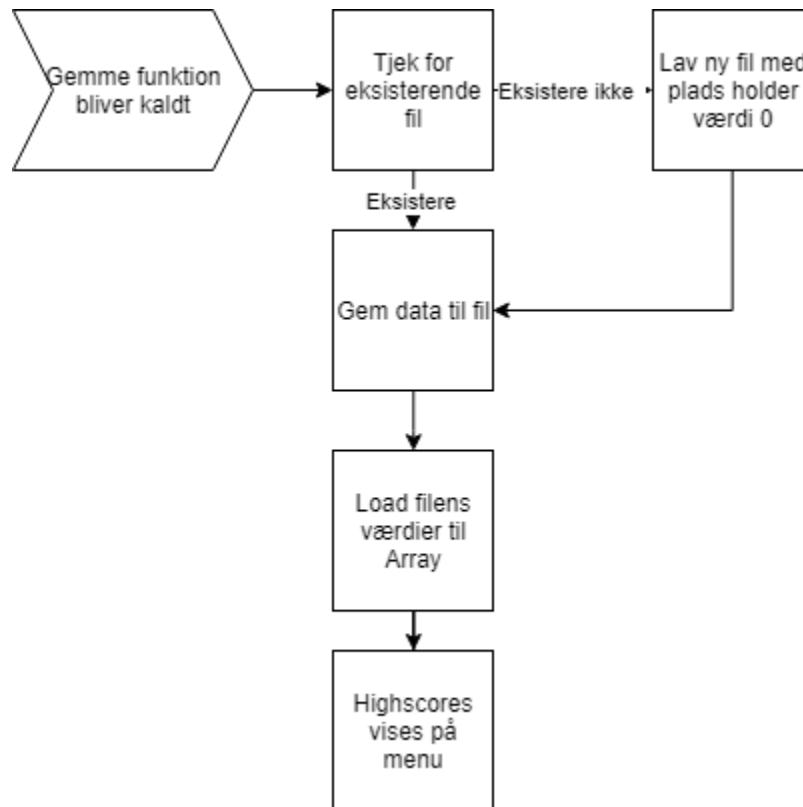 Gemme funktion
bliver kaldt
Tjek for
eksisterende
fil
Eksistere ikke
Lav ny fil med
plads holder
værdi 0
Eksistere
Gem data til fil
Load filens
værdier til
Array
Highscores
vises på
menu